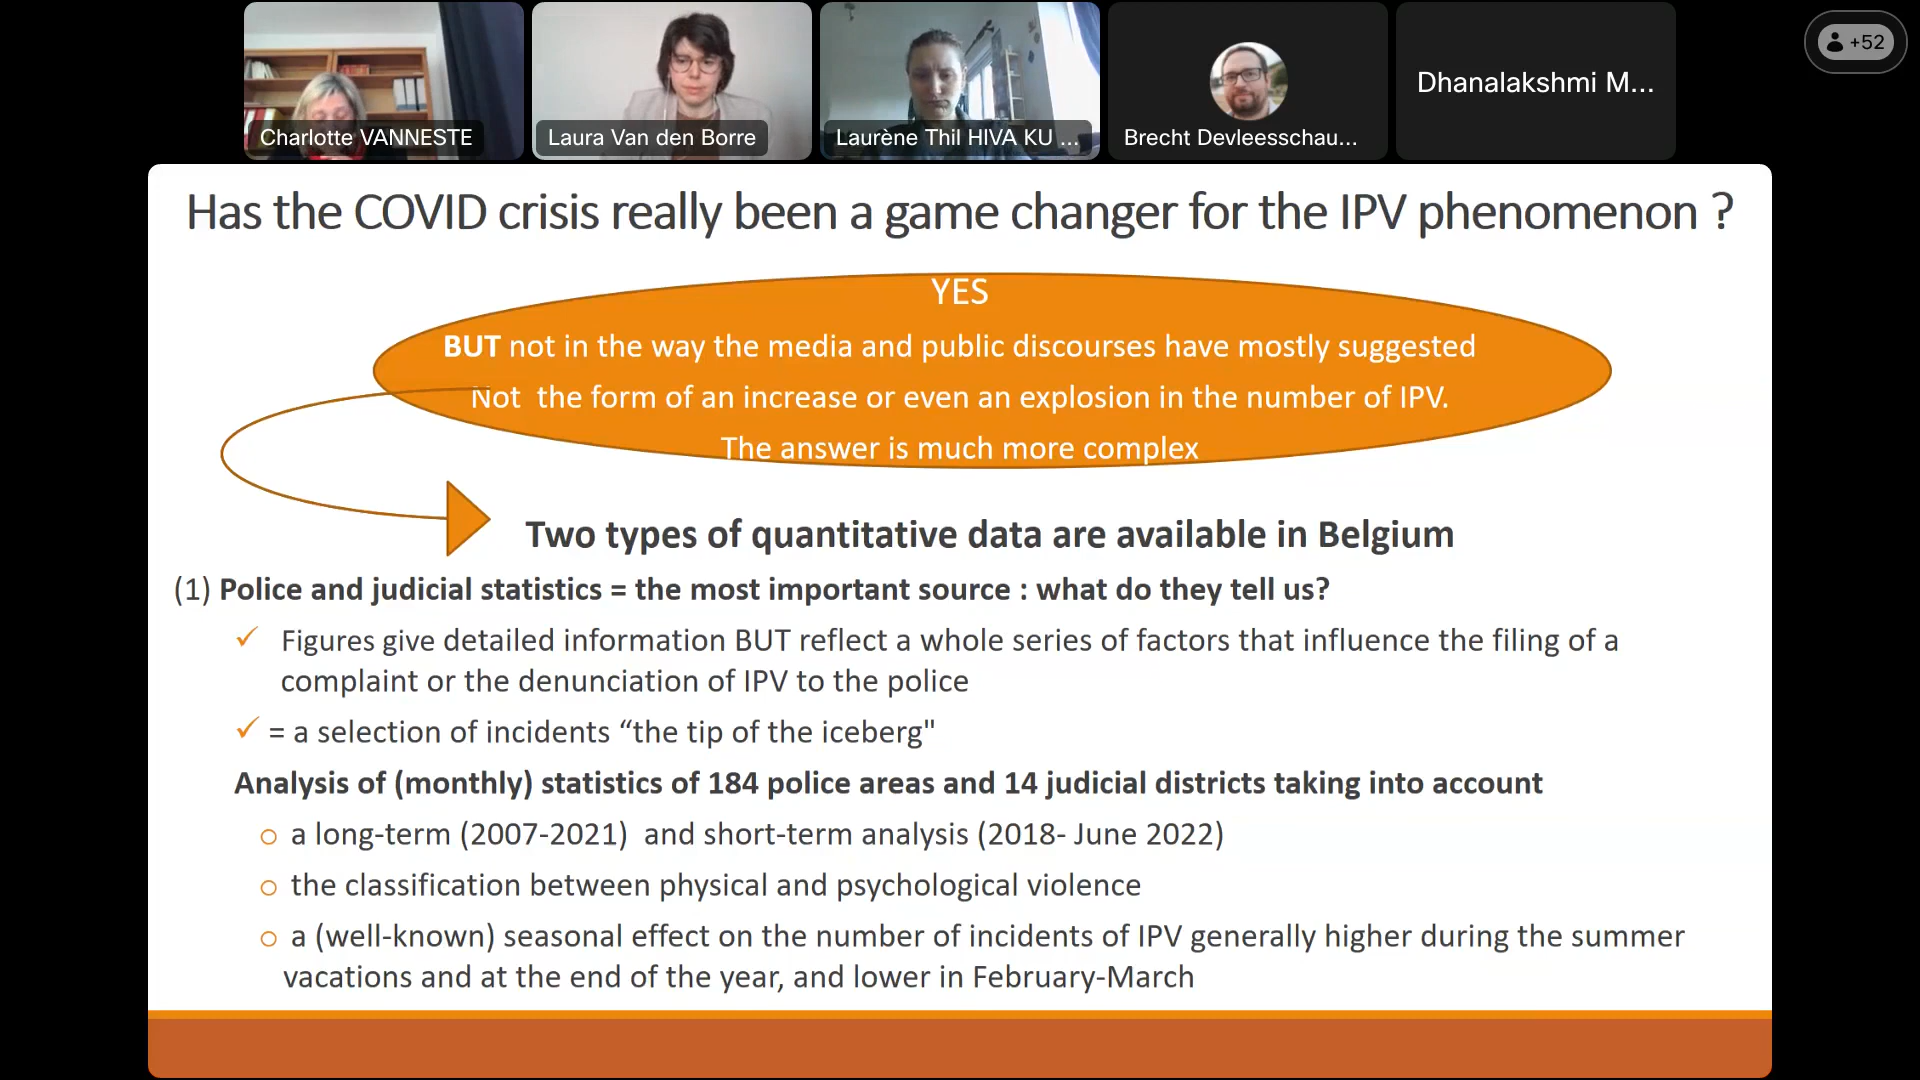 Charlotte VANNESTE
Laura Van den Borre
Laurène Thil HIVA KU ...
Brecht Devleesschau...
Dhanalakshmi M...
+52
Has the COVID crisis really been a game changer for the IPV phenomenon ?
YES
BUT not in the way the media and public discourses have mostly suggested
Not  the form of an increase or even an explosion in the number of IPV.
The answer is much more complex
Two types of quantitative data are available in Belgium
(1) Police and judicial statistics = the most important source : what do they tell us?
✓ Figures give detailed information BUT reflect a whole series of factors that influence the filing of a
complaint or the denunciation of IPV to the police
✓ = a selection of incidents “the tip of the iceberg"
Analysis of (monthly) statistics of 184 police areas and 14 judicial districts taking into account
o a long-term (2007-2021)  and short-term analysis (2018- June 2022)
o the classification between physical and psychological violence
o a (well-known) seasonal effect on the number of incidents of IPV generally higher during the summer
vacations and at the end of the year, and lower in February-March